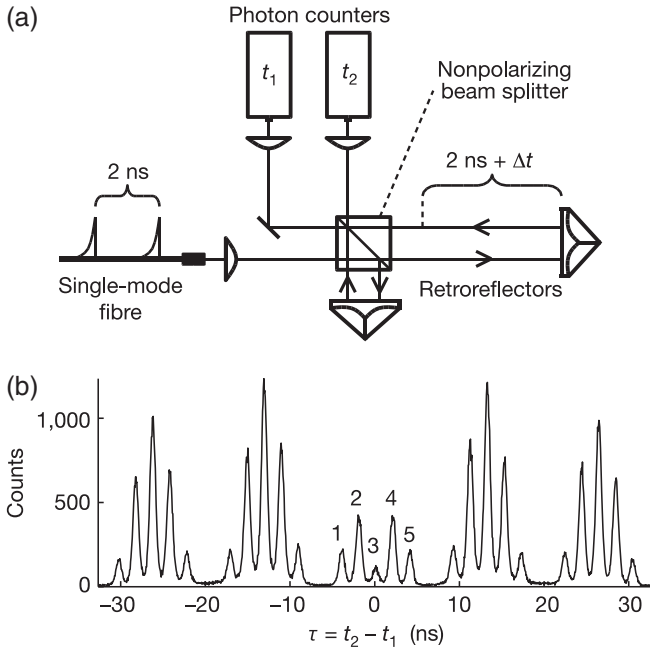 (a)
Photon counters
t1
t2
Nonpolarizing
beam splitter
2 ns
2 ns + Δt
Single-mode
fibre
Retroreflectors
(b)
Counts
1,000
500
0
1
2
3
4
5
−30
−20
−10
0
10
20
30
τ = t2 − t1 (ns)